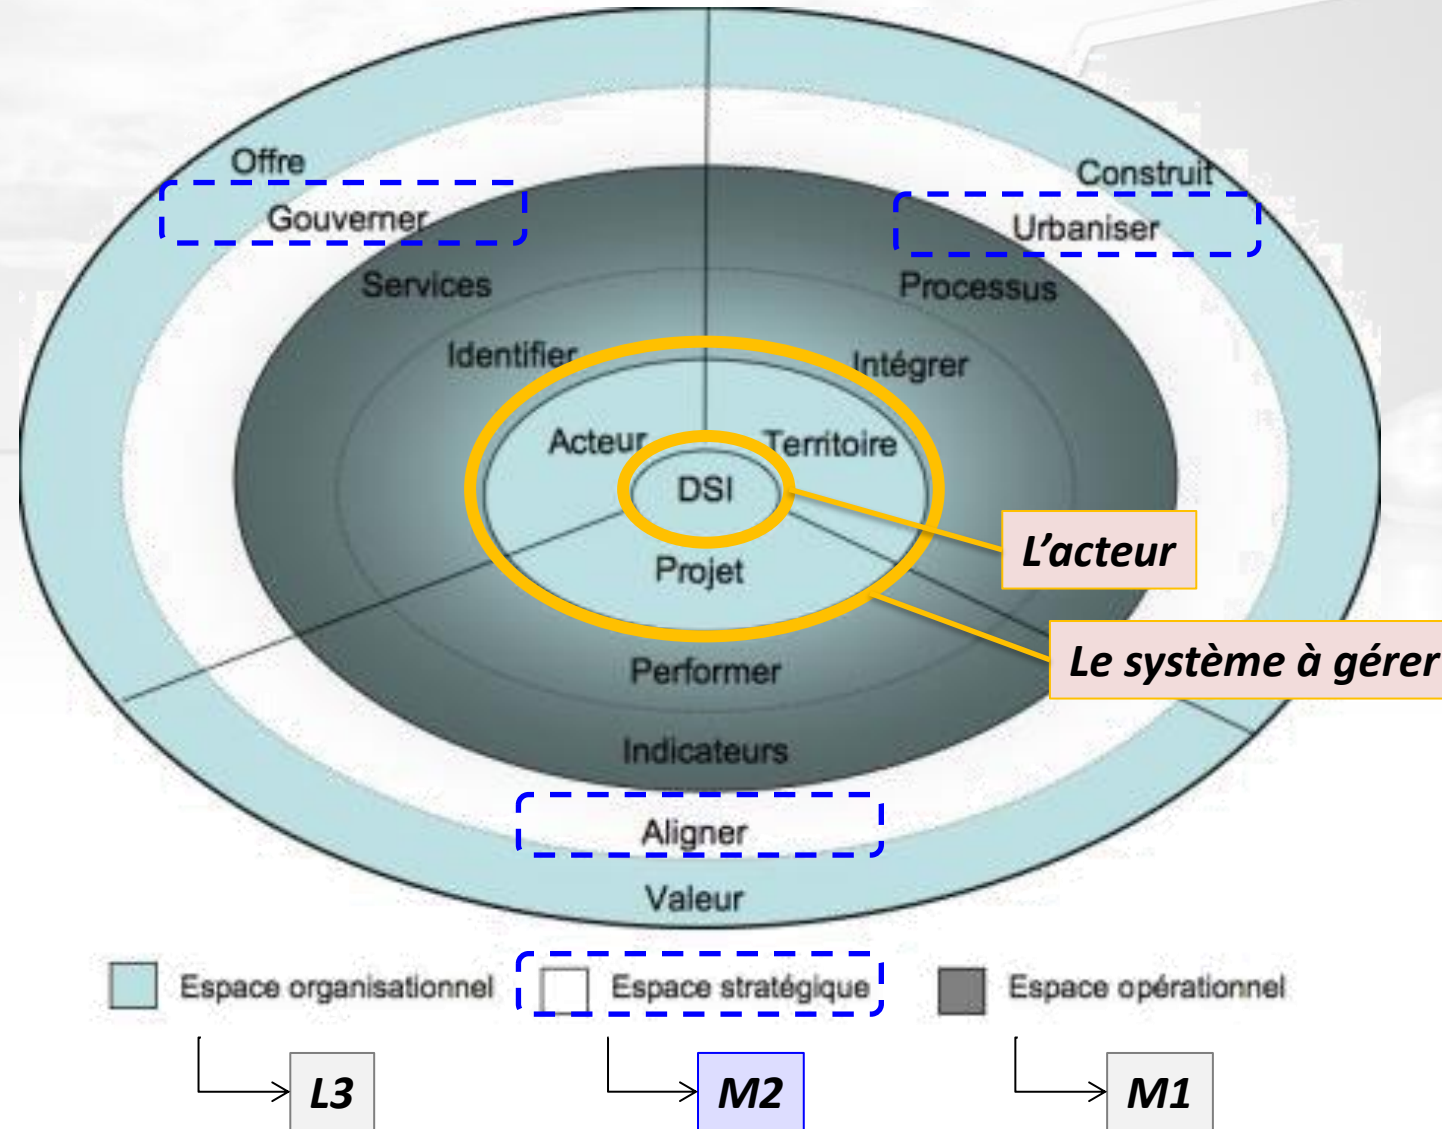 Offre
Construit
Gouverner
Urbaniser
Services
Processus
Identifier
Intégrer
Acteur
Territoire
DSI
L'acteur
Projet
Le système à gérer
Performer
Indicateurs
Aligner
Valeur
Espace organisationnel
Espace stratégique
Espace opérationnel
L3
M2
M1